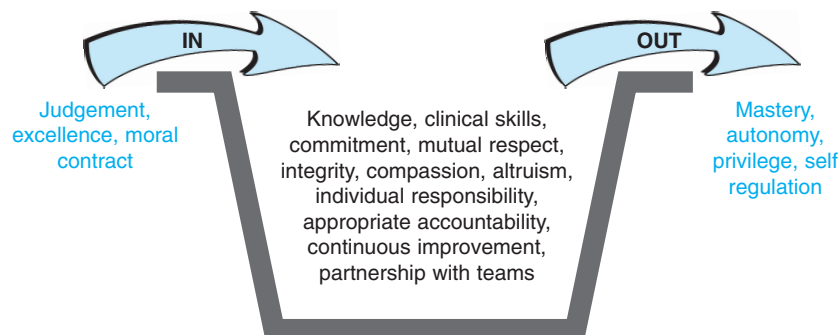 IN
OUT
Judgement,
excellence, moral
contract
Knowledge, clinical skills,
commitment, mutual respect,
integrity, compassion, altruism,
individual responsibility,
appropriate accountability,
continuous improvement,
partnership with teams
Mastery,
autonomy,
privilege, self
regulation